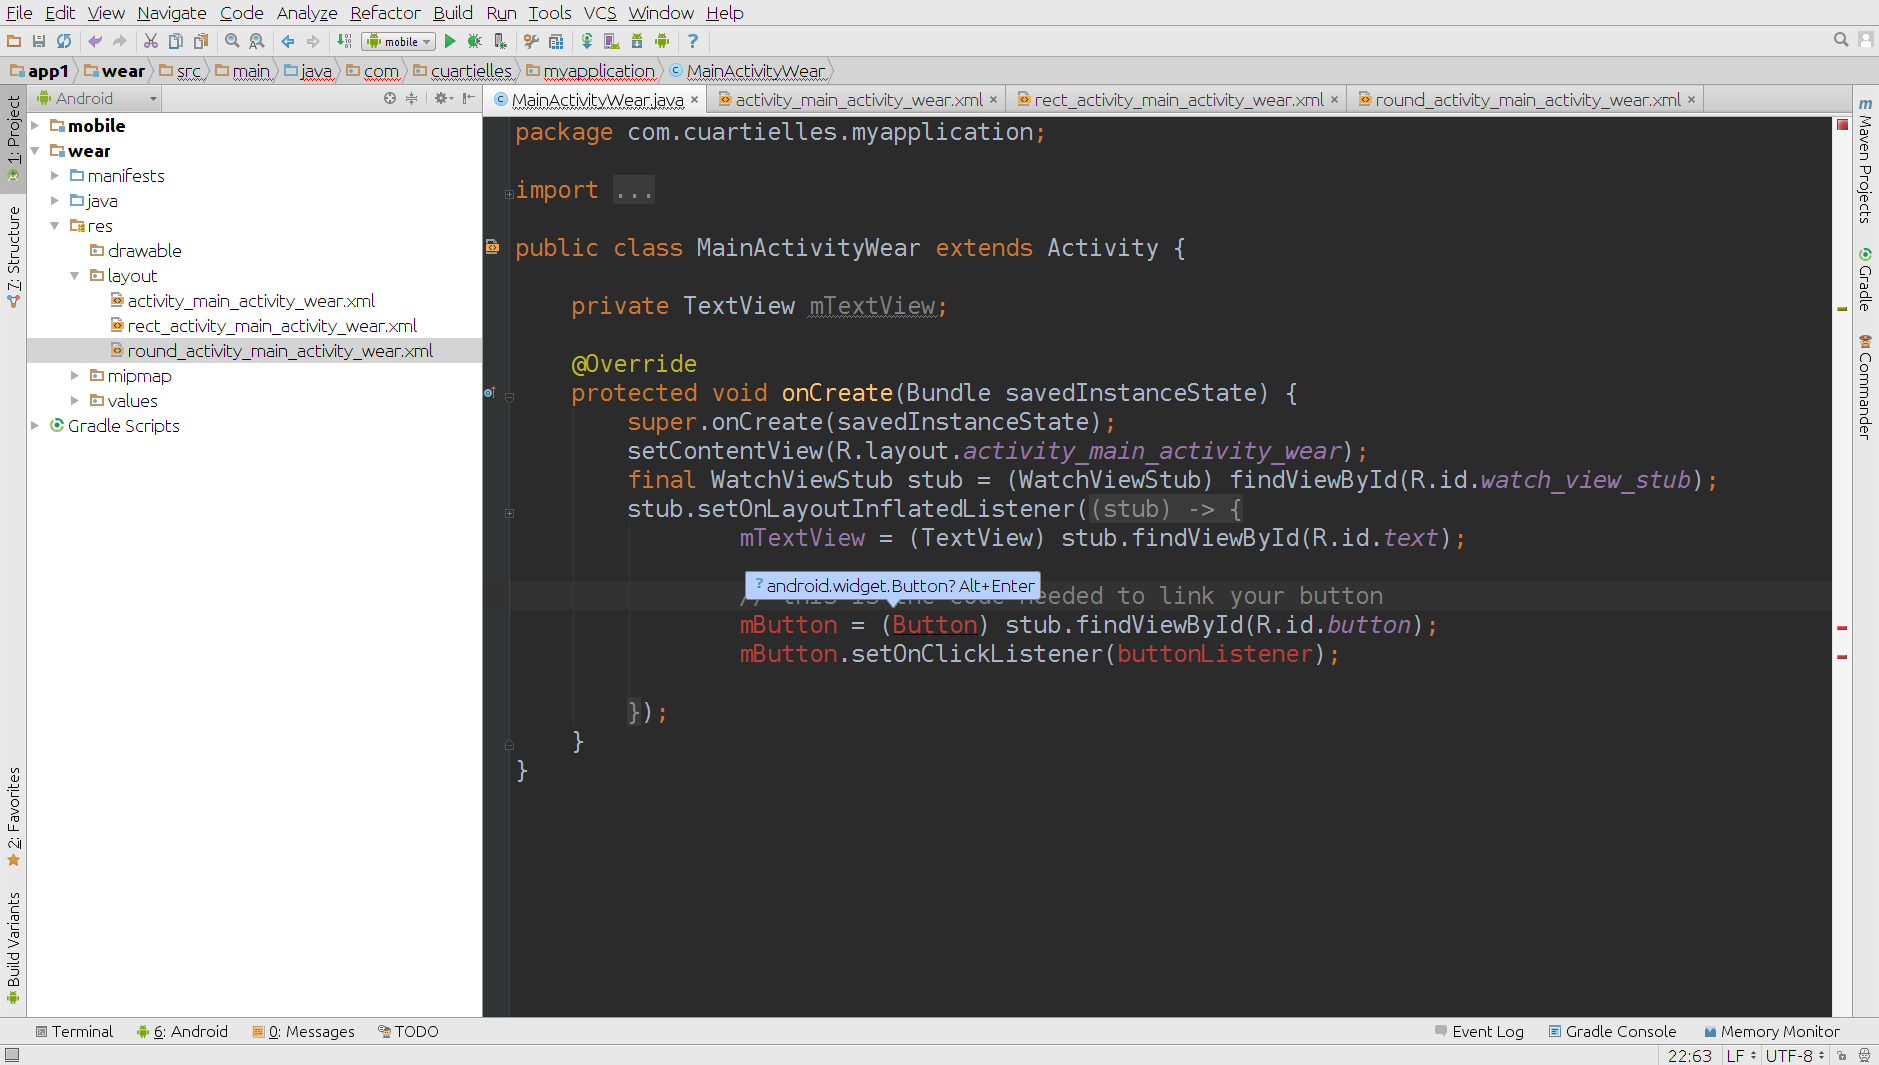 File Edit View Navigate Code Analyze Refactor Build Run Tools VCS Window Help
mobile
app1 wear src main java com cuartielles myapplication MainActivityWear
Android
MainActivityWear.java activity_main_activity_wear.xml rect_activity_main_activity_wear.xml round_activity_main_activity_wear.xml
1: Project
7: Structure
2: Favorites
Build Variants
mobile
wear
manifests
java
res
drawable
layout
activity_main_activity_wear.xml
rect_activity_main_activity_wear.xml
round_activity_main_activity_wear.xml
mipmap
values
Gradle Scripts
package com.cuartielles.myapplication;
import ...
public class MainActivityWear extends Activity {
private TextView mTextView;
@Override
protected void onCreate(Bundle savedInstanceState) {
super.onCreate(savedInstanceState);
setContentView(R.layout.activity_main_activity_wear);
final WatchViewStub stub = (WatchViewStub) findViewById(R.id.watch_view_stub);
stub.setOnLayoutInflatedListener((stub) -> {
mTextView = (TextView) stub.findViewById(R.id.text);
? android.widget.Button? Alt+Enter
needed to link your button
mButton = (Button) stub.findViewById(R.id.button);
mButton.setOnClickListener(buttonListener);
});
}
}
m Maven Projects
Gradle
Commander
Terminal 6: Android 0: Messages TODO Event Log Gradle Console Memory Monitor
22:63 LF UTF-8